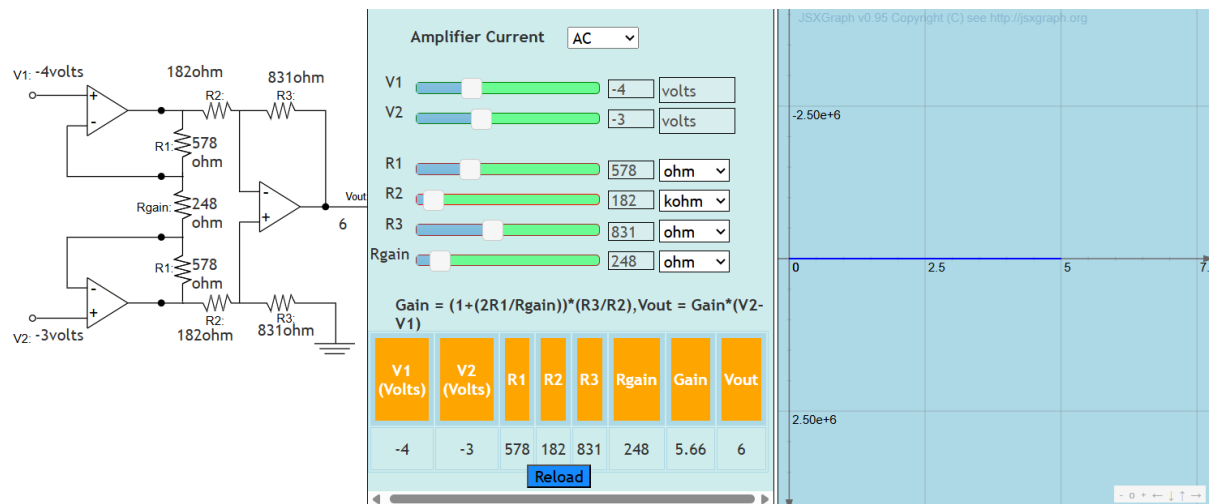 V1: -4volts
182ohm
831ohm
R2:
R3:
+
-
R1: 578
ohm
Rgain: 248
ohm
-
+
Vout
6
R1: 578
ohm
-
+
R2:
R3:
V2: -3volts
182ohm
831ohm
Amplifier Current AC
V1 -4 volts
V2 -3 volts
R1 578 ohm
R2 182 kohm
R3 831 ohm
Rgain 248 ohm
Gain = (1+(2R1/Rgain))*(R3/R2),Vout = Gain*(V2-
V1)
V1 (Volts) V2 (Volts) R1 R2 R3 Rgain Gain Vout
-4 -3 578 182 831 248 5.66 6
Reload
JSXGraph v0.95 Copyright (C) see http://jsxgraph.org
-2.50e+6
0 2.5 5 7.
2.50e+6
- o + ← ↓ ↑ →